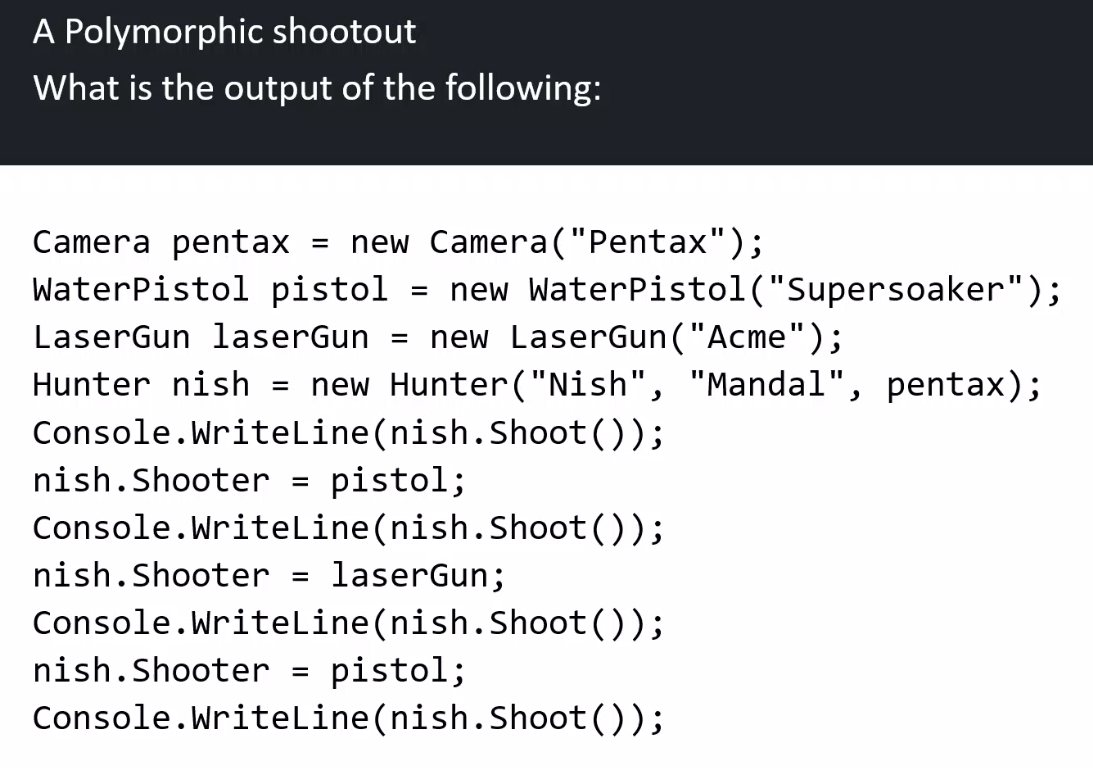 A Polymorphic shootout
What is the output of the following:
Camera pentax = new Camera("Pentax");
WaterPistol pistol = new WaterPistol("Supersoaker");
LaserGun laserGun = new LaserGun("Acme");
Hunter nish = new Hunter("Nish", "Mandal", pentax);
Console.WriteLine(nish.Shoot());
nish.Shooter = pistol;
Console.WriteLine(nish.Shoot());
nish.Shooter = laserGun;
Console.WriteLine(nish.Shoot());
nish.Shooter = pistol;
Console.WriteLine(nish.Shoot());